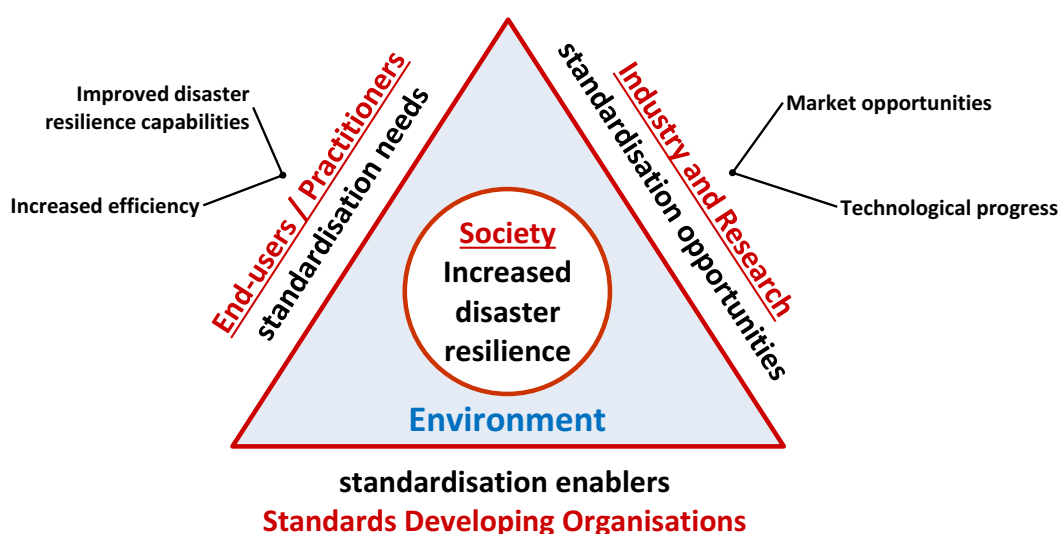 Improved disaster
resilience capabilities
Increased efficiency
End-users / Practitioners
standardisation needs
Industry and Research
standardisation opportunities
Market opportunities
Technological progress
Society
Increased
disaster
resilience
Environment
standardisation enablers
Standards Developing Organisations